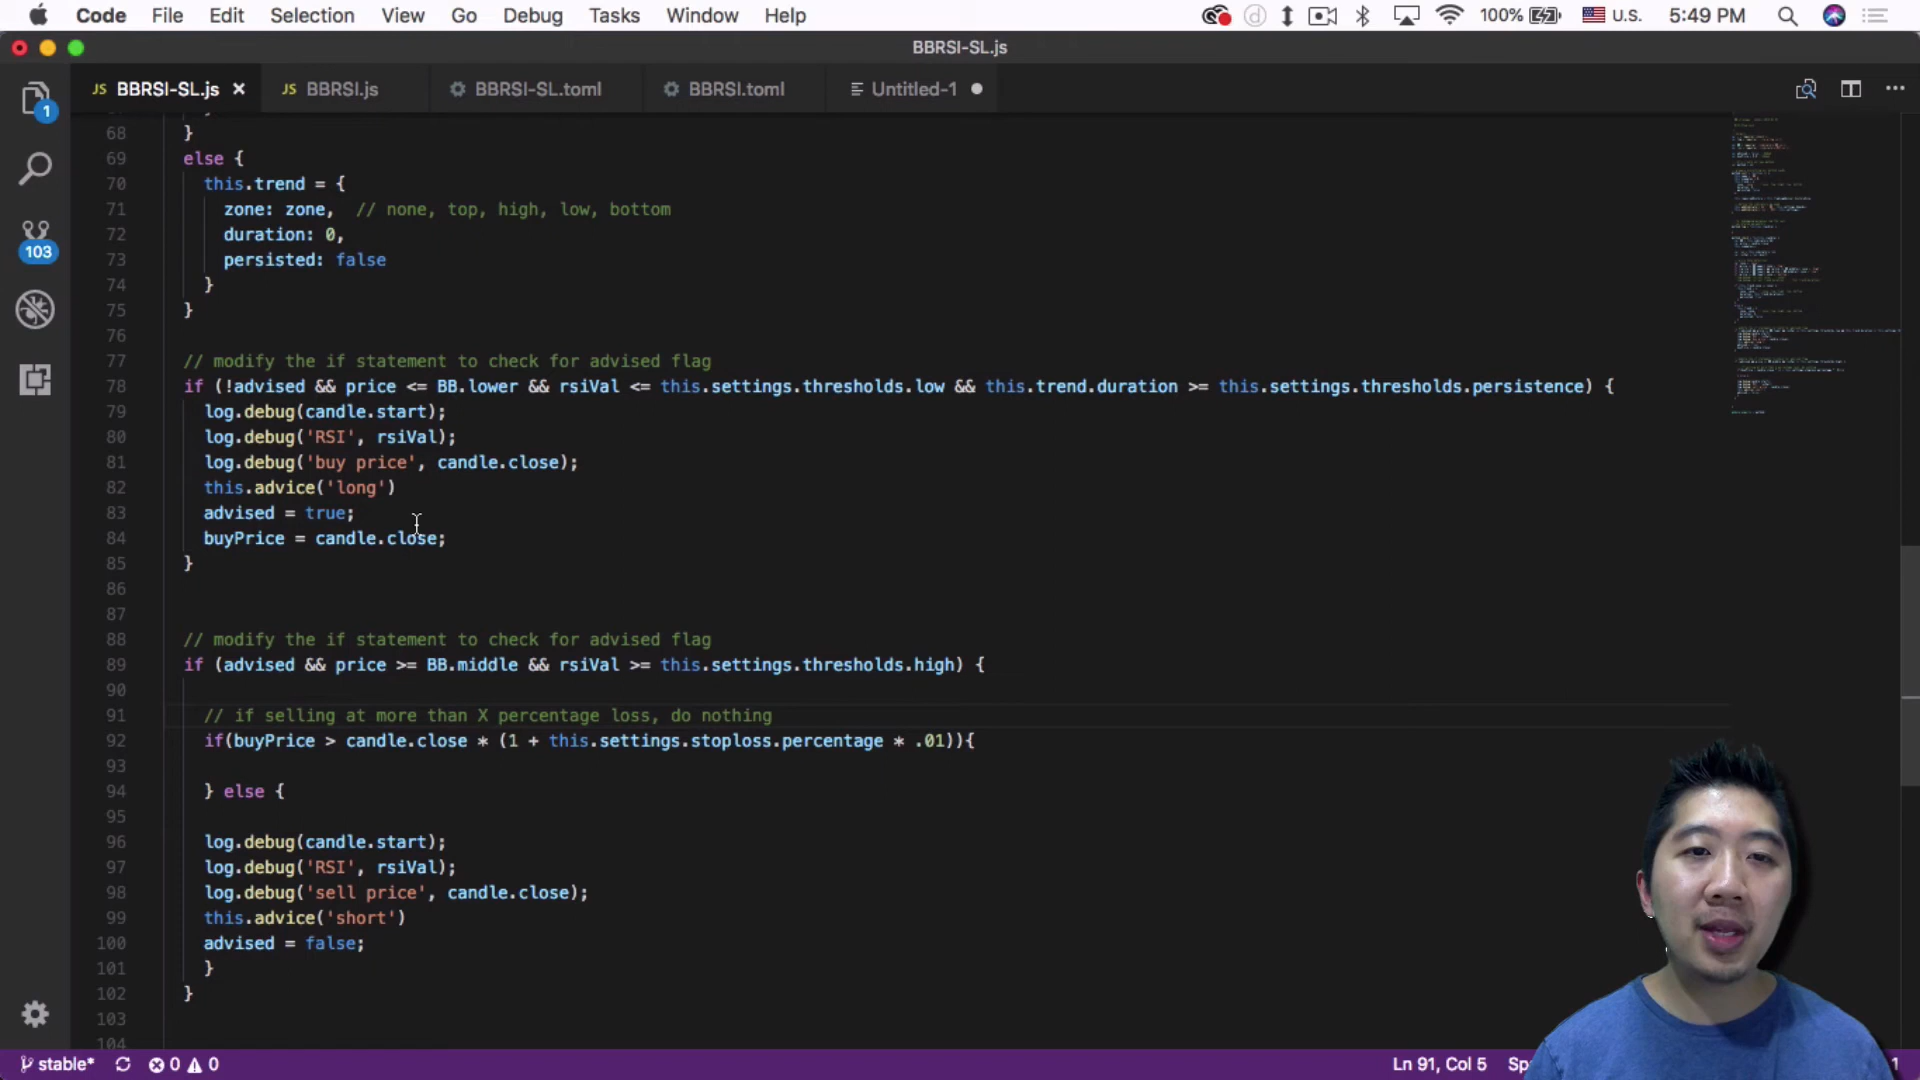 Code File Edit Selection View Go Debug Tasks Window Help 100% U.S. 5:49 PM
BBRSI-SL.js
JS BBRSI-SL.js × JS BBRSI.js BBRSI-SL.toml BBRSI.toml Untitled-1
1
103
68 }
69 else {
70 this.trend = {
71 zone: zone, // none, top, high, low, bottom
72 duration: 0,
73 persisted: false
74 }
75 }
76
77 // modify the if statement to check for advised flag
78 if (!advised && price <= BB.lower && rsiVal <= this.settings.thresholds.low && this.trend.duration >= this.settings.thresholds.persistence) {
79 log.debug(candle.start);
80 log.debug('RSI', rsiVal);
81 log.debug('buy price', candle.close);
82 this.advice('long')
83 advised = true;
84 buyPrice = candle.close;
85 }
86
87
88 // modify the if statement to check for advised flag
89 if (advised && price >= BB.middle && rsiVal >= this.settings.thresholds.high) {
90
91 // if selling at more than X percentage loss, do nothing
92 if(buyPrice > candle.close * (1 + this.settings.stoploss.percentage * .01)){
93
94 } else {
95
96 log.debug(candle.start);
97 log.debug('RSI', rsiVal);
98 log.debug('sell price', candle.close);
99 this.advice('short')
100 advised = false;
101 }
102 }
103
104
stable* 0 0 Ln 91, Col 5 1